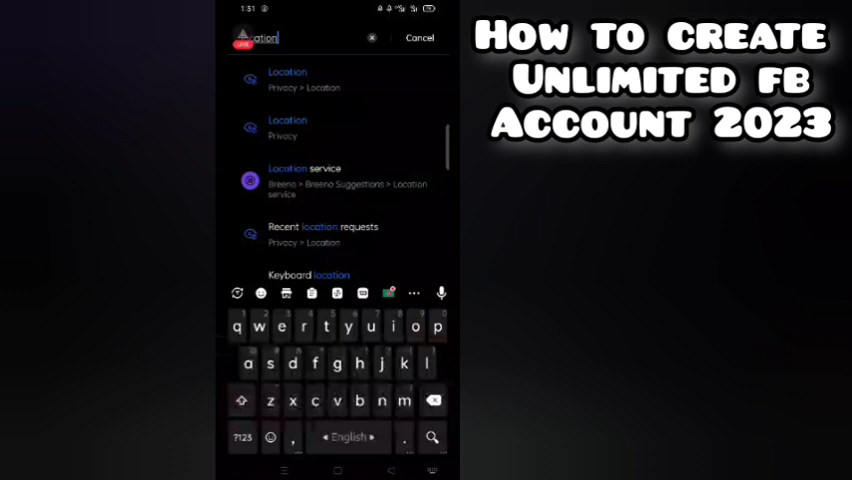 1:31
HOW TO CREATE
UNLIMITED FB
ACCOUNT 2023
LIVE
ation
Cancel
Location
Privacy > Location
Location
Privacy
Location service
Breeno > Breeno Suggestions > Location
service
Recent location requests
Privacy > Location
Keyboard location
q w e r t y u i o p
a s d f g h j k l
z x c v b n m
?123 , English .